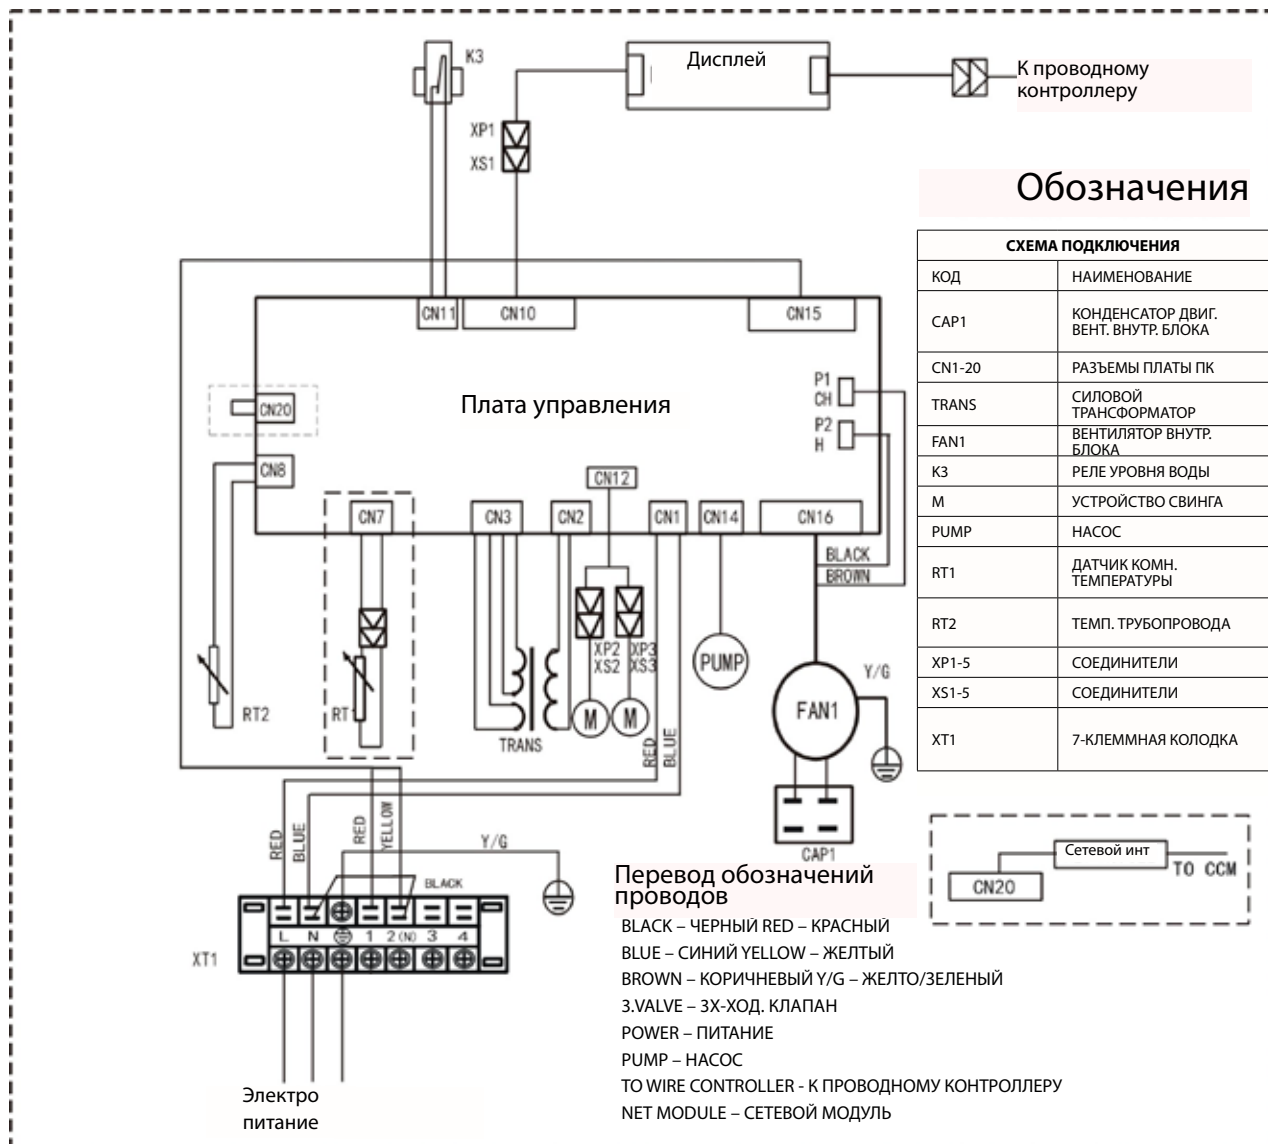 K3
Дисплей
К проводному
контроллеру
XP1
XS1
Обозначения
СХЕМА ПОДКЛЮЧЕНИЯ
КОД НАИМЕНОВАНИЕ
CAP1 КОНДЕНСАТОР ДВИГ.
ВЕНТ. ВНУТР. БЛОКА
CN1-20 РАЗЪЕМЫ ПЛАТЫ ПК
TRANS СИЛОВОЙ
ТРАНСФОРМАТОР
FAN1 ВЕНТИЛЯТОР ВНУТР.
БЛОКА
K3 РЕЛЕ УРОВНЯ ВОДЫ
M УСТРОЙСТВО СВИНГА
PUMP НАСОС
RT1 ДАТЧИК КОМН.
ТЕМПЕРАТУРЫ
RT2 ТЕМП. ТРУБОПРОВОДА
XP1-5 СОЕДИНИТЕЛИ
XS1-5 СОЕДИНИТЕЛИ
XT1 7-КЛЕММНАЯ КОЛОДКА
CN11 CN10 CN15
P1
CH
P2
H
CN20
Плата управления
CN8
CN12
CN7 CN3 CN2 CN1 CN14 CN16
BLACK
BROWN
XP2 XP3
XS2 XS3
PUMP
Y/G
RT2
RT1
TRANS
M M
FAN1
RED
BLUE
CAP1
RED
BLUE
RED
YELLOW
Y/G
BLACK
XT1
L N 1 2(N) 3 4
Электро
питание
Сетевой инт
CN20
TO CCM
Перевод обозначений
проводов
BLACK – ЧЕРНЫЙ RED – КРАСНЫЙ
BLUE – СИНИЙ YELLOW – ЖЕЛТЫЙ
BROWN – КОРИЧНЕВЫЙ Y/G – ЖЕЛТО/ЗЕЛЕНЫЙ
3.VALVE – 3Х-ХОД. КЛАПАН
POWER – ПИТАНИЕ
PUMP – НАСОС
TO WIRE CONTROLLER - К ПРОВОДНОМУ КОНТРОЛЛЕРУ
NET MODULE – СЕТЕВОЙ МОДУЛЬ